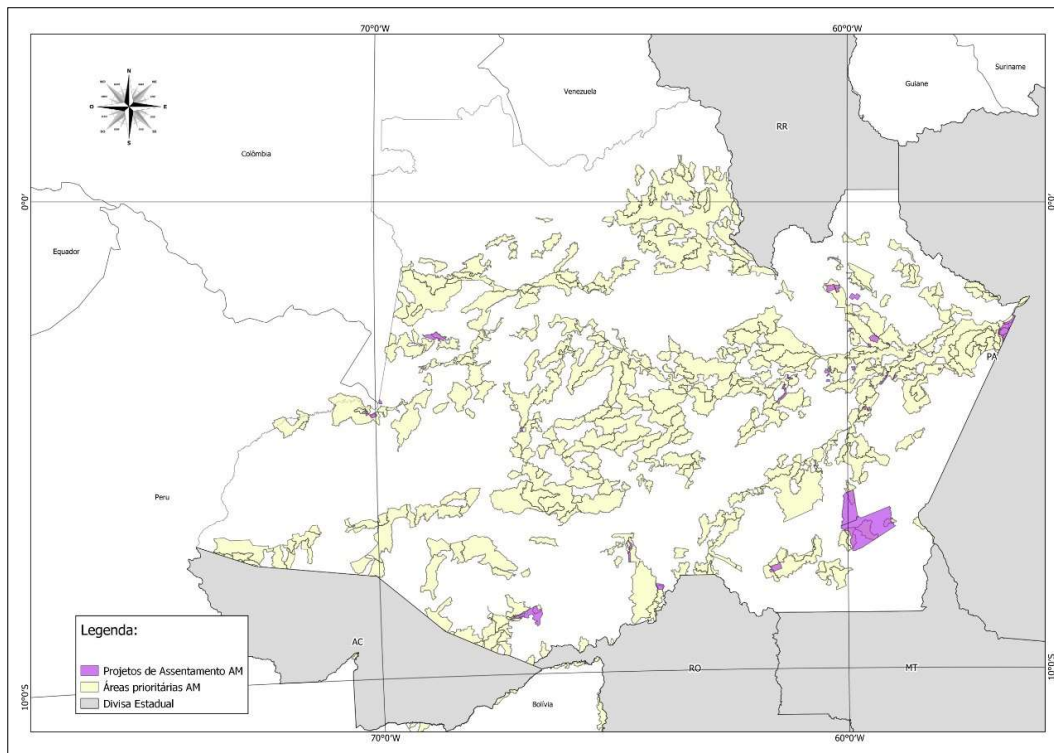 70°0'W
60°0'W
Suriname
Guiane
Venezuela
N
O
E
S
RR
Colômbia
0°0'
0°0'
Equador
PA
Peru
Legenda:
Projetos de Assentamento AM
Áreas prioritárias AM
Divisa Estadual
AC
RO
MT
10°0'S
10°0'S
Bolívia
70°0'W
60°0'W